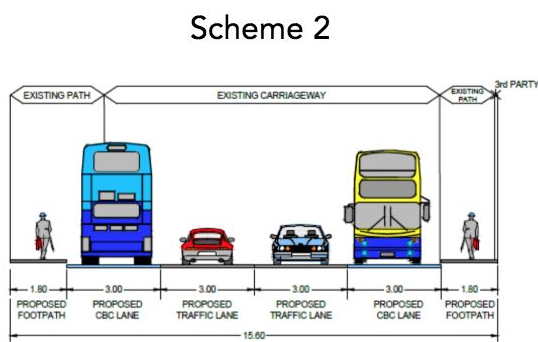 Scheme 2
3rd PARTY
EXISTING PATH
EXISTING CARRIAGEWAY
EXISTING
PATH
1.80
3.00
3.00
3.00
3.00
1.80
PROPOSED
FOOTPATH
PROPOSED
CBC LANE
PROPOSED
TRAFFIC LANE
PROPOSED
TRAFFIC LANE
PROPOSED
CBC LANE
PROPOSED
FOOTPATH
15.60